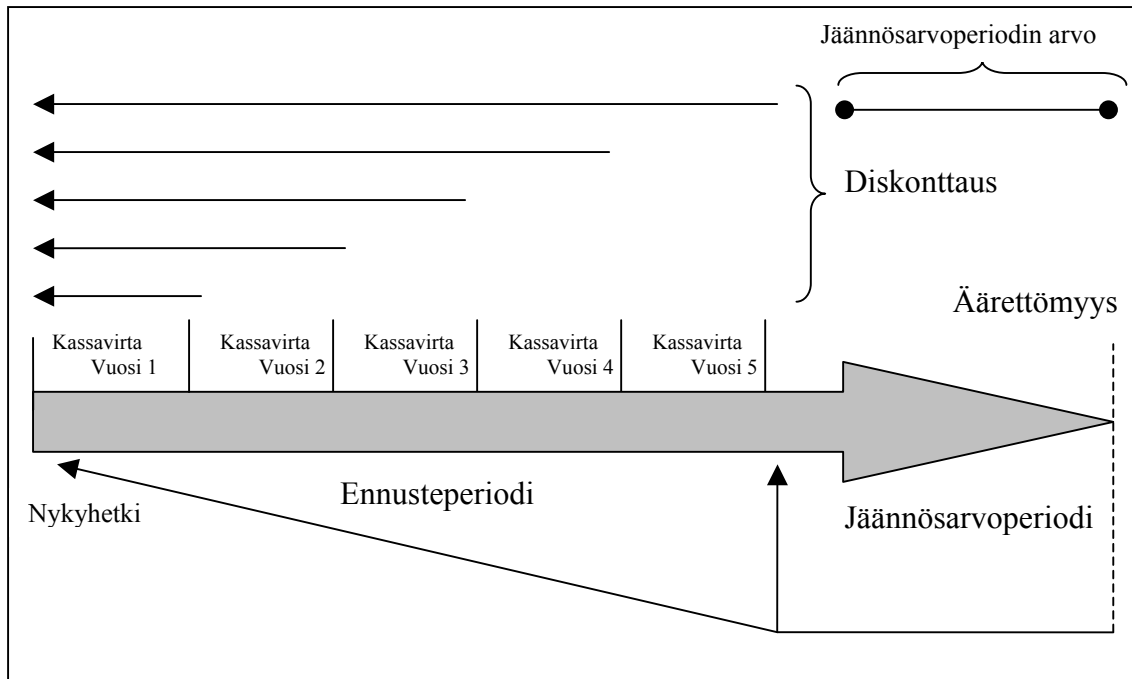 Jäännösarvoperiodin arvo
Diskonttaus
Äärettömyys
Kassavirta
Vuosi 1
Kassavirta
Vuosi 2
Kassavirta
Vuosi 3
Kassavirta
Vuosi 4
Kassavirta
Vuosi 5
Ennusteperiodi
Nykyhetki
Jäännösarvoperiodi